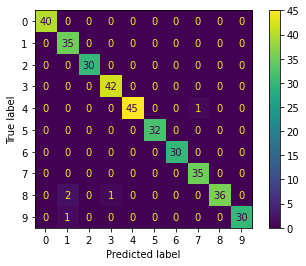 0 40 0 0 0 0 0 0 0 0 0
1 0 35 0 0 0 0 0 0 0 0
2 0 0 30 0 0 0 0 0 0 0
3 0 0 0 42 0 0 0 0 0 0
4 0 0 0 0 45 0 0 1 0 0
5 0 0 0 0 0 32 0 0 0 0
6 0 0 0 0 0 0 30 0 0 0
7 0 0 0 0 0 0 0 35 0 0
8 0 2 0 1 0 0 0 0 36 0
9 0 1 0 0 0 0 0 0 0 30
0 1 2 3 4 5 6 7 8 9
Predicted label
True label
45
40
35
30
25
20
15
10
5
0